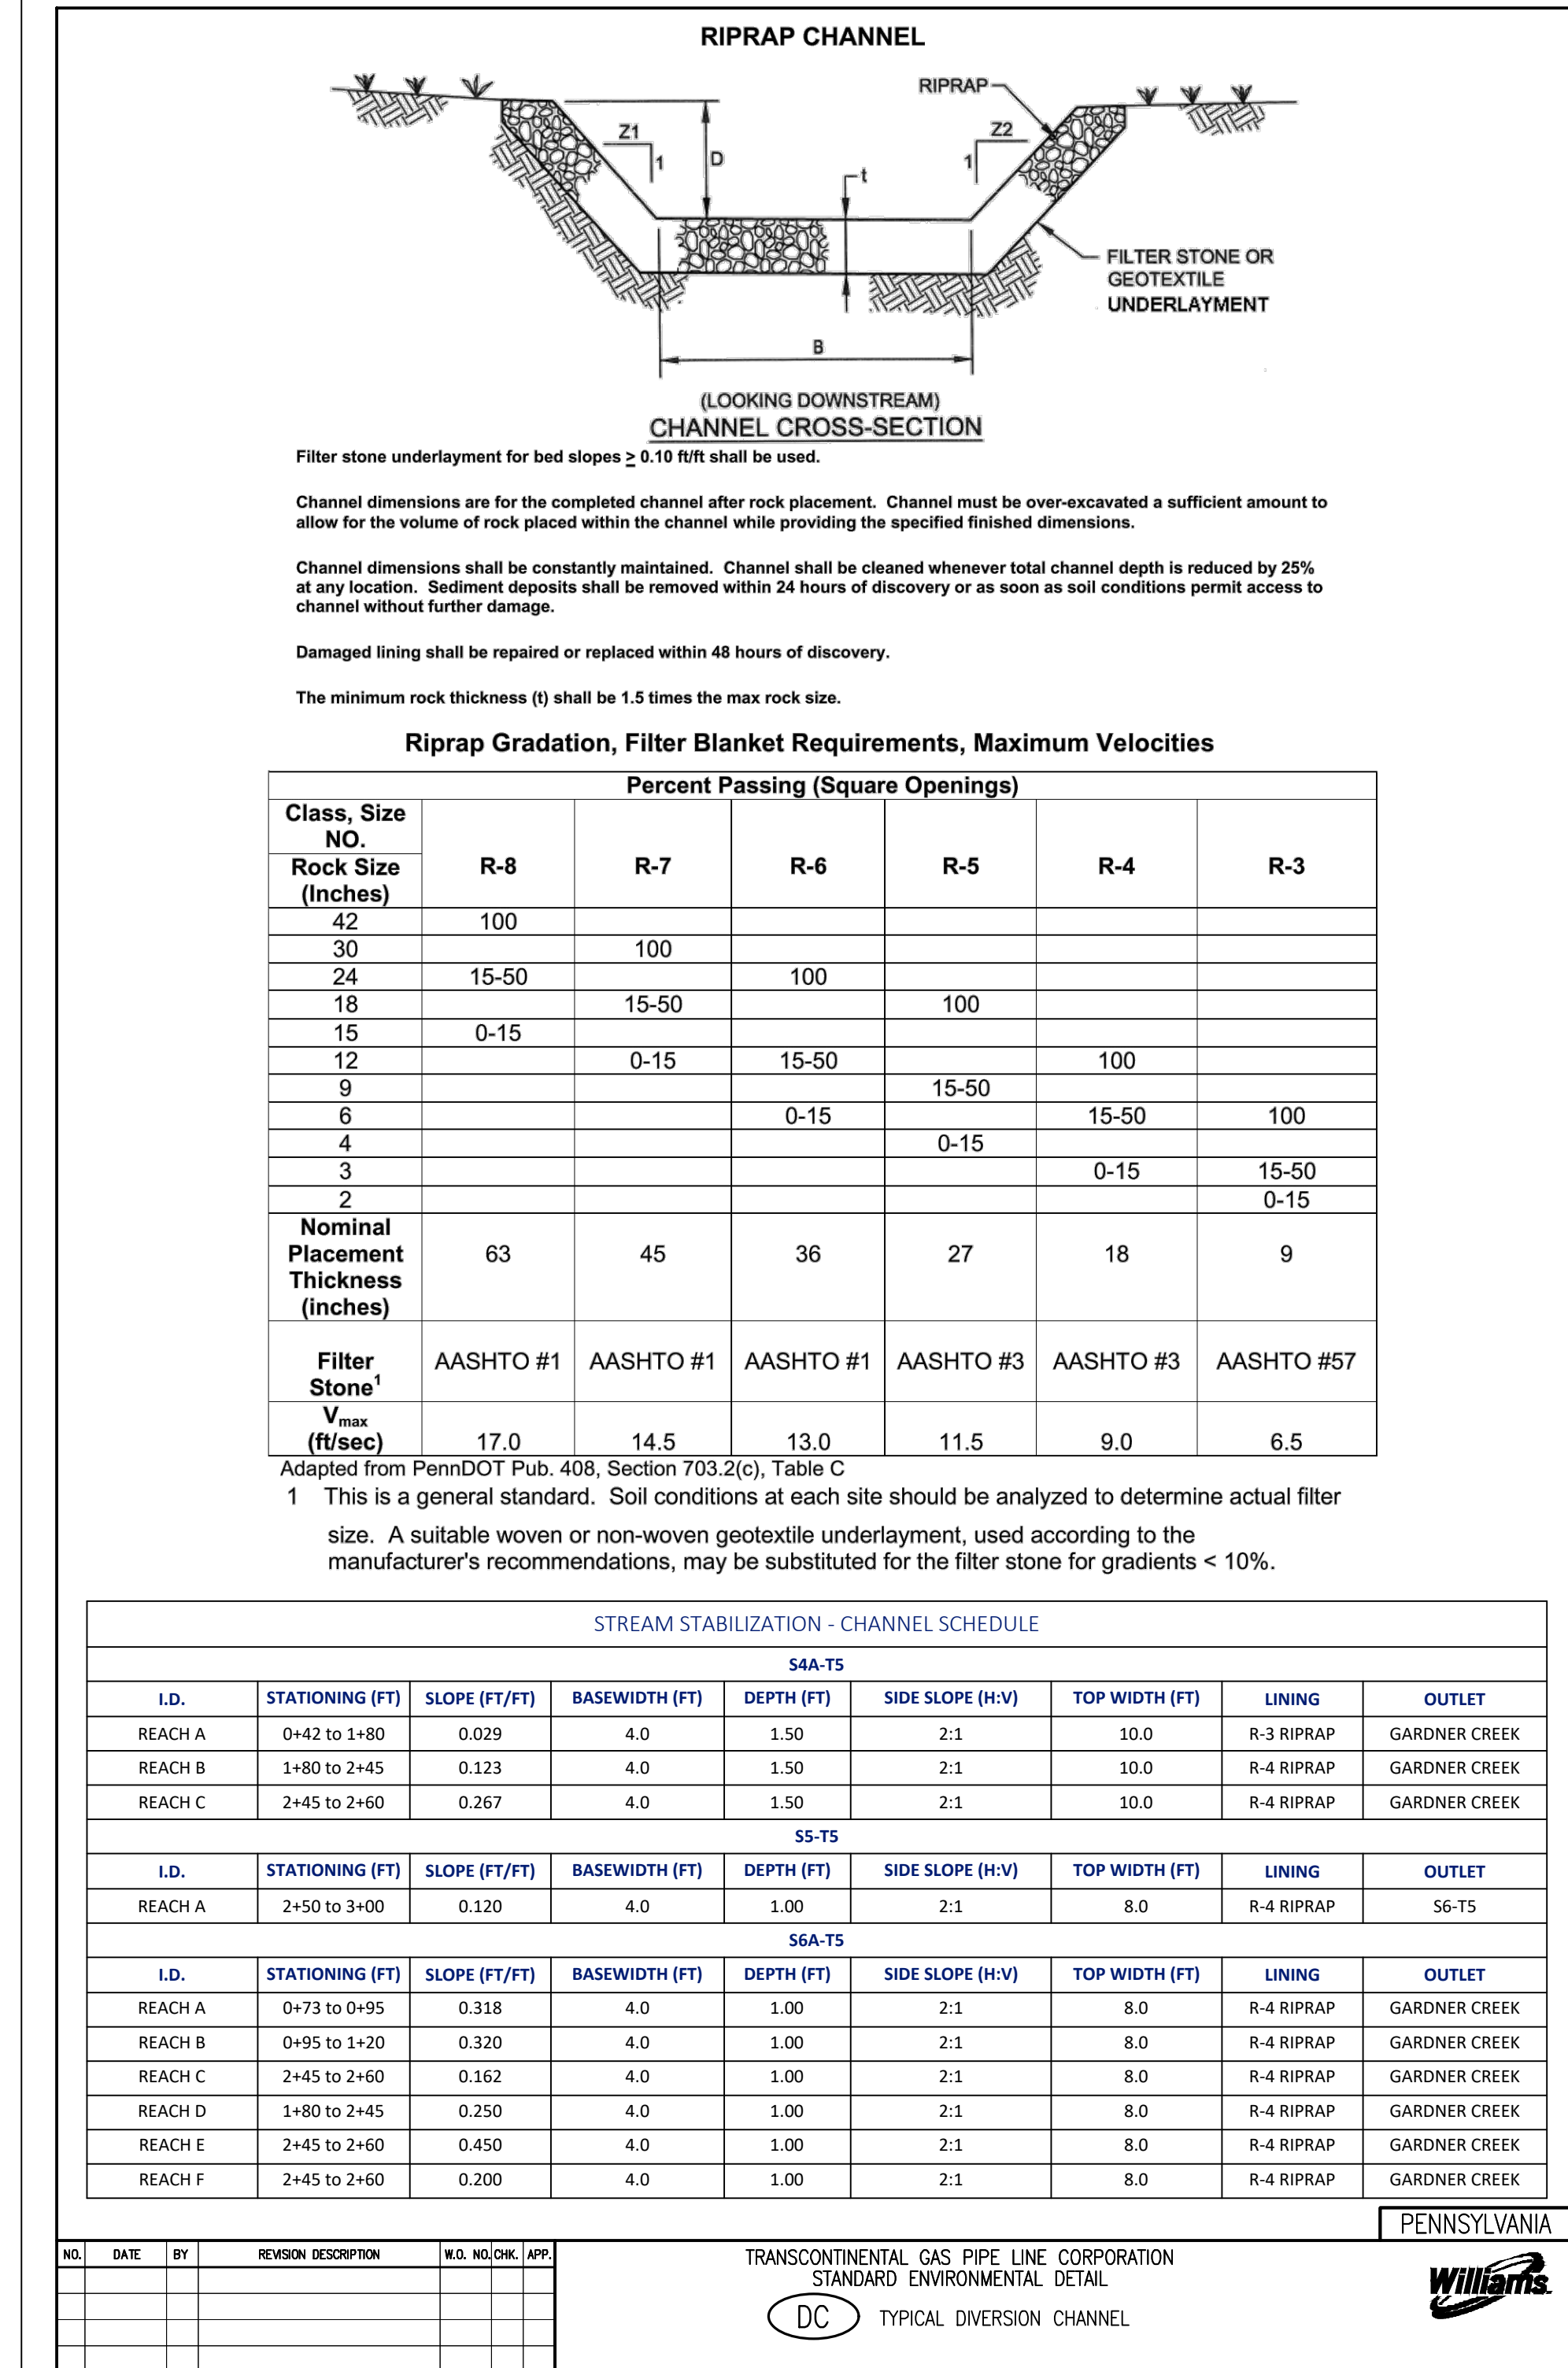 RIPRAP CHANNEL
RIPRAP
Z1
1
D
Z2
1
t
FILTER STONE OR
GEOTEXTILE
UNDERLAYMENT
B
(LOOKING DOWNSTREAM)
CHANNEL CROSS-SECTION
Filter stone underlayment for bed slopes ≥ 0.10 ft/ft shall be used.
Channel dimensions are for the completed channel after rock placement. Channel must be over-excavated a sufficient amount to
allow for the volume of rock placed within the channel while providing the specified finished dimensions.
Channel dimensions shall be constantly maintained. Channel shall be cleaned whenever total channel depth is reduced by 25%
at any location. Sediment deposits shall be removed within 24 hours of discovery or as soon as soil conditions permit access to
channel without further damage.
Damaged lining shall be repaired or replaced within 48 hours of discovery.
The minimum rock thickness (t) shall be 1.5 times the max rock size.
Riprap Gradation, Filter Blanket Requirements, Maximum Velocities
Percent Passing (Square Openings)
Class, Size
NO.
Rock Size
(Inches)
R-8 R-7 R-6 R-5 R-4 R-3
42 100
30 100
24 15-50 100
18 15-50 100
15 0-15
12 0-15 15-50 100
9 15-50
6 0-15 15-50 100
4 0-15
3 0-15 15-50
2 0-15
Nominal
Placement
Thickness
(inches)
63 45 36 27 18 9
Filter
Stone1
AASHTO #1 AASHTO #1 AASHTO #1 AASHTO #3 AASHTO #3 AASHTO #57
Vmax
(ft/sec) 17.0 14.5 13.0 11.5 9.0 6.5
Adapted from PennDOT Pub. 408, Section 703.2(c), Table C
1 This is a general standard. Soil conditions at each site should be analyzed to determine actual filter
size. A suitable woven or non-woven geotextile underlayment, used according to the
manufacturer's recommendations, may be substituted for the filter stone for gradients < 10%.
STREAM STABILIZATION - CHANNEL SCHEDULE
S4A-T5
I.D. STATIONING (FT) SLOPE (FT/FT) BASEWIDTH (FT) DEPTH (FT) SIDE SLOPE (H:V) TOP WIDTH (FT) LINING OUTLET
REACH A 0+42 to 1+80 0.029 4.0 1.50 2:1 10.0 R-3 RIPRAP GARDNER CREEK
REACH B 1+80 to 2+45 0.123 4.0 1.50 2:1 10.0 R-4 RIPRAP GARDNER CREEK
REACH C 2+45 to 2+60 0.267 4.0 1.50 2:1 10.0 R-4 RIPRAP GARDNER CREEK
S5-T5
I.D. STATIONING (FT) SLOPE (FT/FT) BASEWIDTH (FT) DEPTH (FT) SIDE SLOPE (H:V) TOP WIDTH (FT) LINING OUTLET
REACH A 2+50 to 3+00 0.120 4.0 1.00 2:1 8.0 R-4 RIPRAP S6-T5
S6A-T5
I.D. STATIONING (FT) SLOPE (FT/FT) BASEWIDTH (FT) DEPTH (FT) SIDE SLOPE (H:V) TOP WIDTH (FT) LINING OUTLET
REACH A 0+73 to 0+95 0.318 4.0 1.00 2:1 8.0 R-4 RIPRAP GARDNER CREEK
REACH B 0+95 to 1+20 0.320 4.0 1.00 2:1 8.0 R-4 RIPRAP GARDNER CREEK
REACH C 2+45 to 2+60 0.162 4.0 1.00 2:1 8.0 R-4 RIPRAP GARDNER CREEK
REACH D 1+80 to 2+45 0.250 4.0 1.00 2:1 8.0 R-4 RIPRAP GARDNER CREEK
REACH E 2+45 to 2+60 0.450 4.0 1.00 2:1 8.0 R-4 RIPRAP GARDNER CREEK
REACH F 2+45 to 2+60 0.200 4.0 1.00 2:1 8.0 R-4 RIPRAP GARDNER CREEK
PENNSYLVANIA
NO. DATE BY REVISION DESCRIPTION W.O. NO. CHK. APP.
TRANSCONTINENTAL GAS PIPE LINE CORPORATION
STANDARD ENVIRONMENTAL DETAIL
DC TYPICAL DIVERSION CHANNEL
Williams